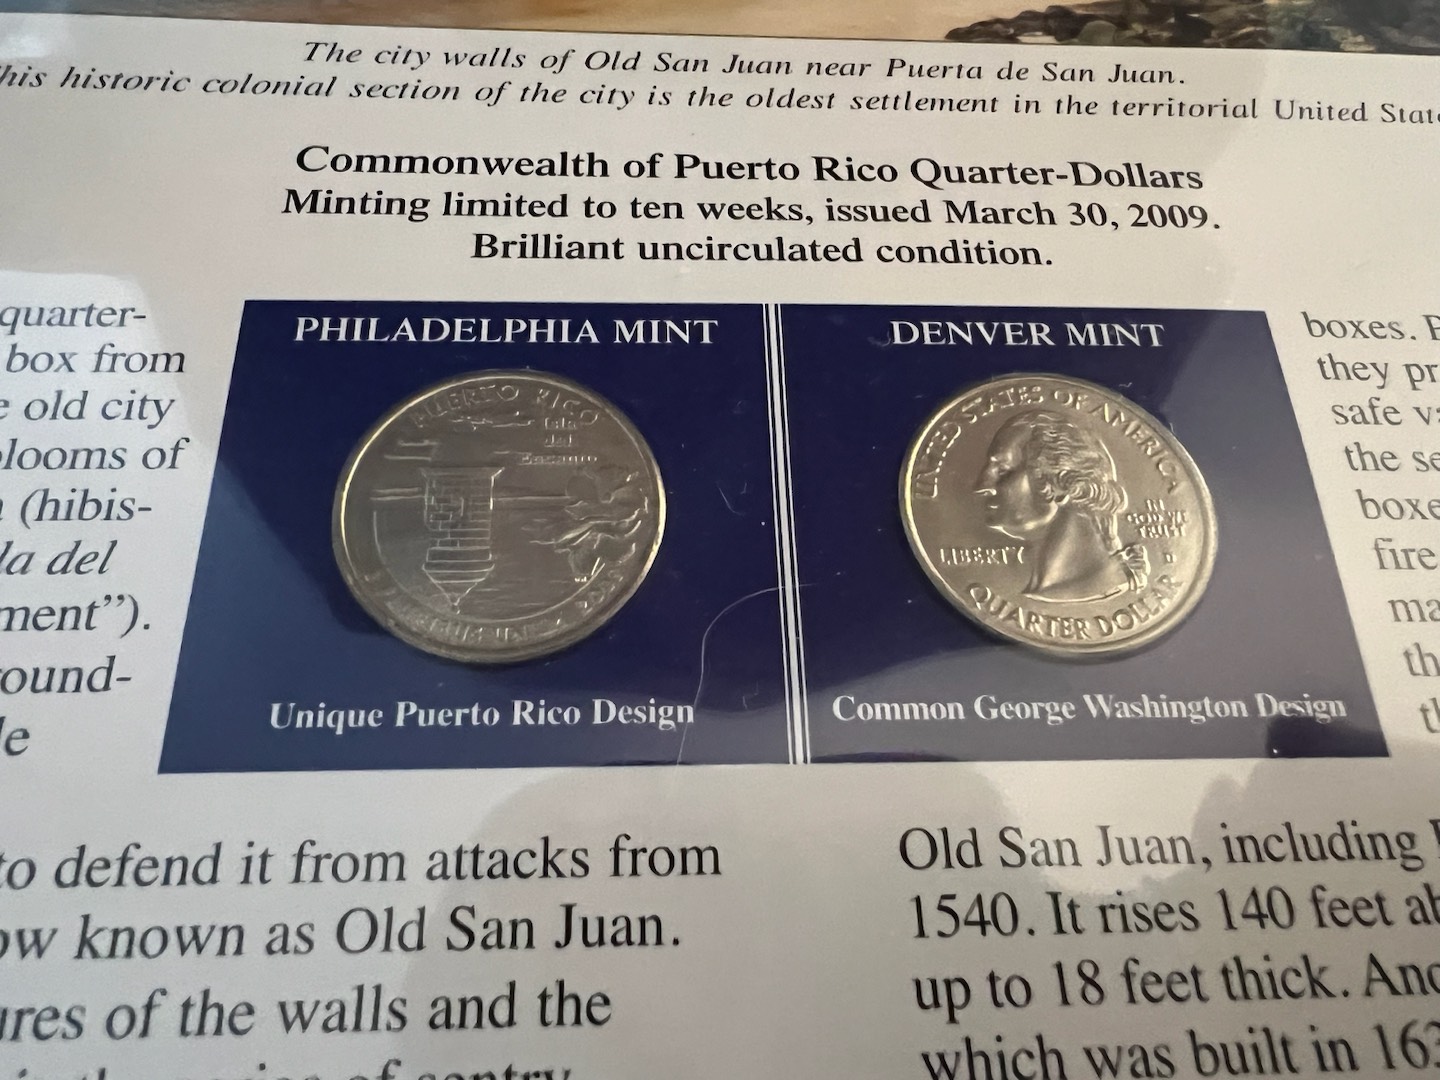 The city walls of Old San Juan near Puerta de San Juan.
his historic colonial section of the city is the oldest settlement in the territorial United State
Commonwealth of Puerto Rico Quarter-Dollars
Minting limited to ten weeks, issued March 30, 2009.
Brilliant uncirculated condition.
quarter-
box from
e old city
looms of
(hibis-
la del
ment”).
ound-
le
PHILADELPHIA MINT
PUERTO RICO
Isla
del
Encanto
2009
Unique Puerto Rico Design
DENVER MINT
UNITED STATES OF AMERICA
IN
GOD WE
TRUST
LIBERTY
D
QUARTER DOLLAR
Common George Washington Design
boxes.
they pr
safe
the se
boxe
fire
ma
th
to defend it from attacks from
ow known as Old San Juan.
ures of the walls and the
of sentry
Old San Juan, including
1540. It rises 140 feet ab
up to 18 feet thick. And
which was built in 163